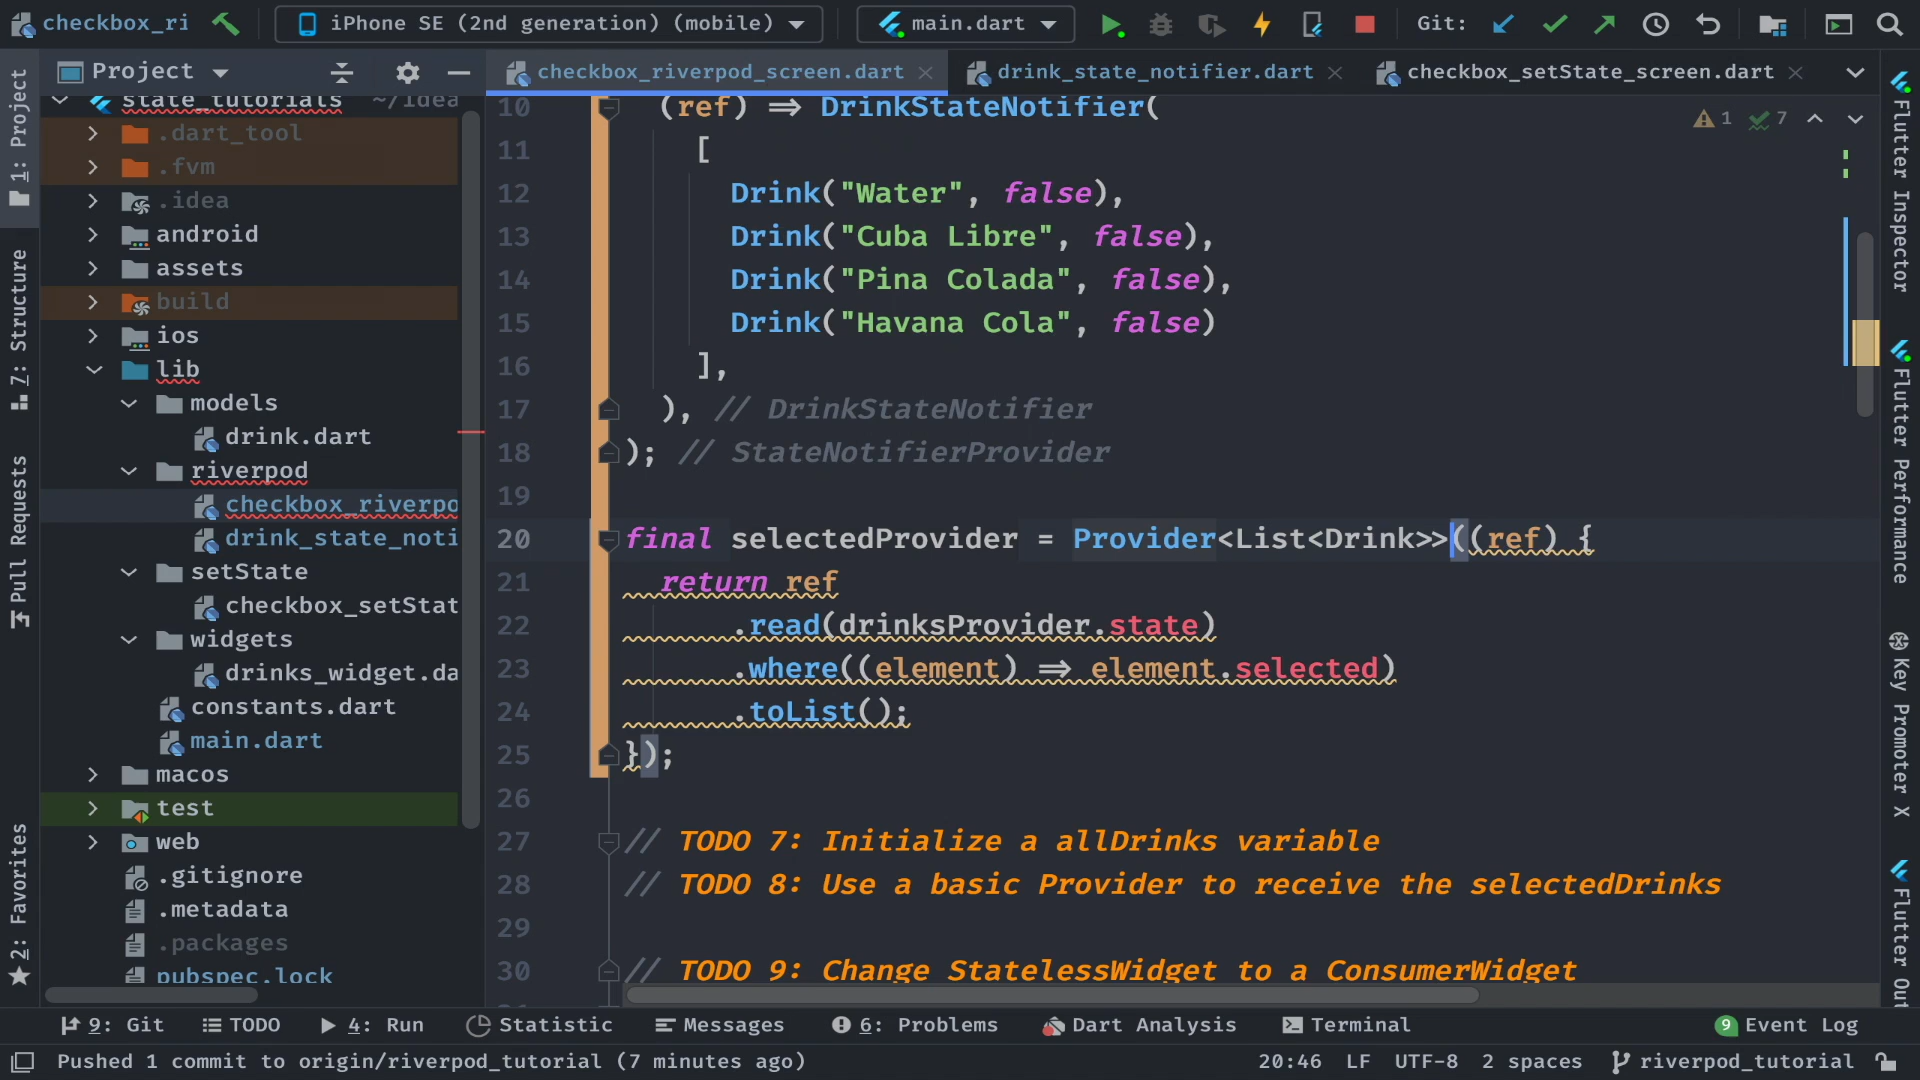 checkbox_ri
iPhone SE (2nd generation) (mobile)
main.dart
Git:
Project
checkbox_riverpod_screen.dart
drink_state_notifier.dart
checkbox_setState_screen.dart
state_tutorials ~/Idea
.dart_tool
.fvm
.idea
android
assets
build
ios
lib
models
drink.dart
riverpod
checkbox_riverpo
drink_state_noti
setState
checkbox_setStat
widgets
drinks_widget.da
constants.dart
main.dart
macos
test
web
.gitignore
.metadata
.packages
pubspec.lock
1: Project
7: Structure
Pull Requests
2: Favorites
1 7
10 (ref) => DrinkStateNotifier(
11 [
12 Drink("Water", false),
13 Drink("Cuba Libre", false),
14 Drink("Pina Colada", false),
15 Drink("Havana Cola", false)
16 ],
17 ), // DrinkStateNotifier
18 ); // StateNotifierProvider
19
20 final selectedProvider = Provider<List<Drink>>((ref) {
21 return ref
22 .read(drinksProvider.state)
23 .where((element) => element.selected)
24 .toList();
25 });
26
27 // TODO 7: Initialize a allDrinks variable
28 // TODO 8: Use a basic Provider to receive the selectedDrinks
29
30 // TODO 9: Change StatelessWidget to a ConsumerWidget
Flutter Inspector
Flutter Performance
Key Promoter X
Flutter Out
9: Git
TODO
4: Run
Statistic
Messages
6: Problems
Dart Analysis
Terminal
9 Event Log
Pushed 1 commit to origin/riverpod_tutorial (7 minutes ago)
20:46 LF UTF-8 2 spaces riverpod_tutorial